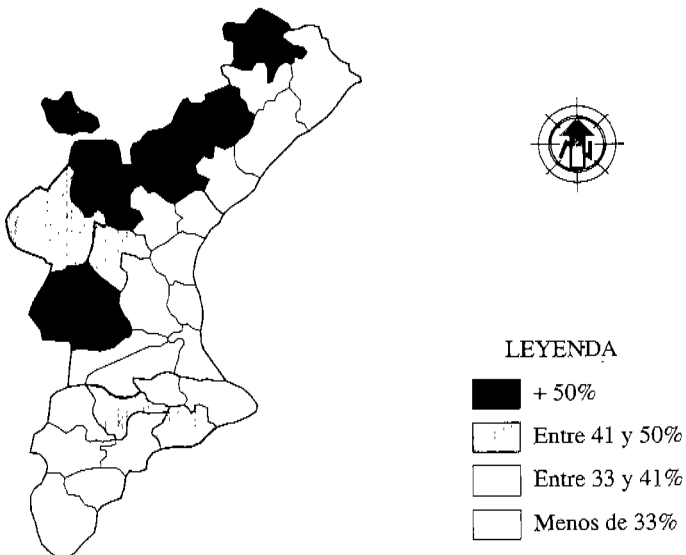 LEYENDA
+ 50%
Entre 41 y 50%
Entre 33 y 41%
Menos de 33%